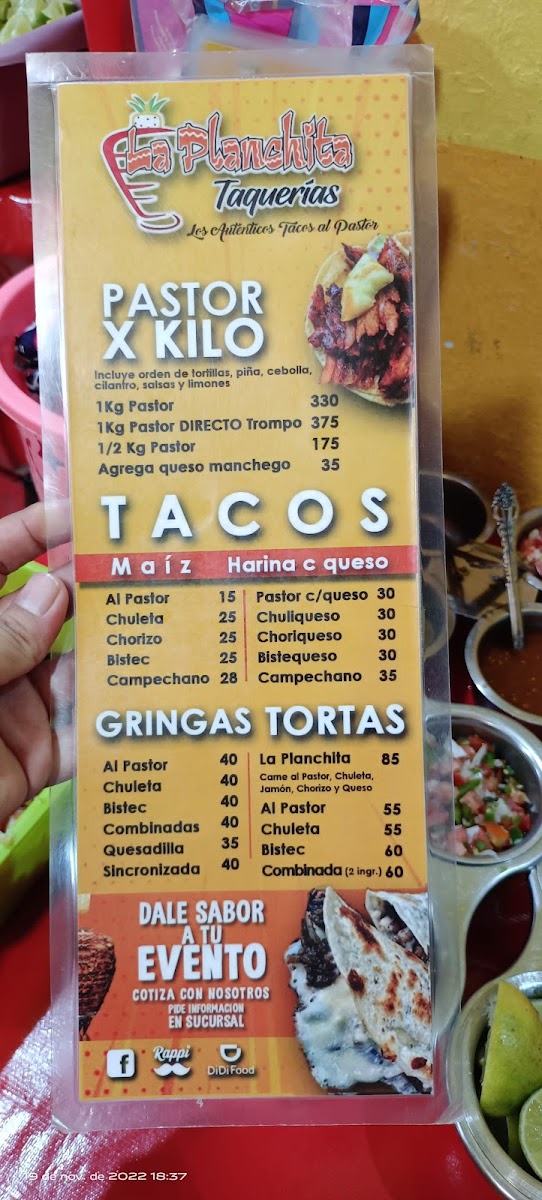 La Planchita
Taquerías
Los Auténticos Tacos al Pastor
PASTOR
X KILO
Incluye orden de tortillas, piña, cebolla,
cilantro, salsas y limones
1Kg Pastor 330
1Kg Pastor DIRECTO Trompo 375
1/2 Kg Pastor 175
Agrega queso manchego 35
TACOS
Maíz
Al Pastor 15
Chuleta 25
Chorizo 25
Bistec 25
Campechano 28
Harina c queso
Pastor c/queso 30
Chuliqueso 30
Choriqueso 30
Bistequeso 30
Campechano 35
GRINGAS
Al Pastor 40
Chuleta 40
Bistec 40
Combinadas 40
Quesadilla 35
Sincronizada 40
TORTAS
La Planchita 85
Carne al Pastor, Chuleta,
Jamón, Chorizo y Queso
Al Pastor 55
Chuleta 55
Bistec 60
Combinada (2 ingr.) 60
DALE SABOR
A TU
EVENTO
COTIZA CON NOSOTROS
PIDE INFORMACION
EN SUCURSAL
f Rappi DiDi Food
19 de nov. de 2022 18:37